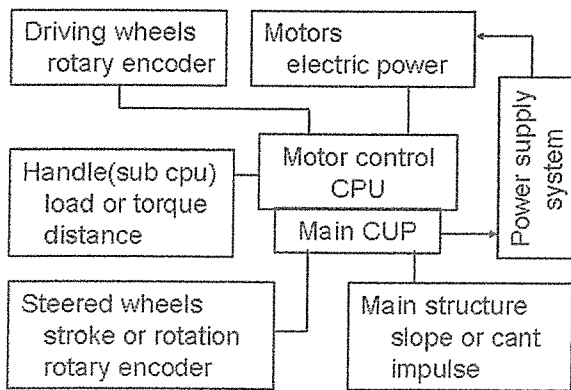 Driving wheels
rotary encoder
Motors
electric power
Power supply
system
Motor control
CPU
Handle(sub cpu)
load or torque
distance
Main CUP
Steered wheels
stroke or rotation
rotary encoder
Main structure
slope or cant
impulse